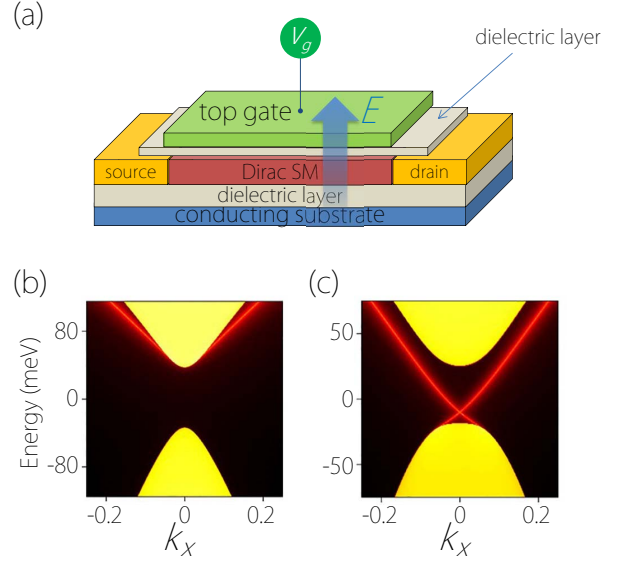 (a)
V_g
dielectric layer
top gate
E
source
Dirac SM
drain
dielectric layer
conducting substrate
(b)
(c)
Energy (meV)
80
0
-80
-0.2
0
0.2
k_x
50
0
-50
-0.2
0
0.2
k_x